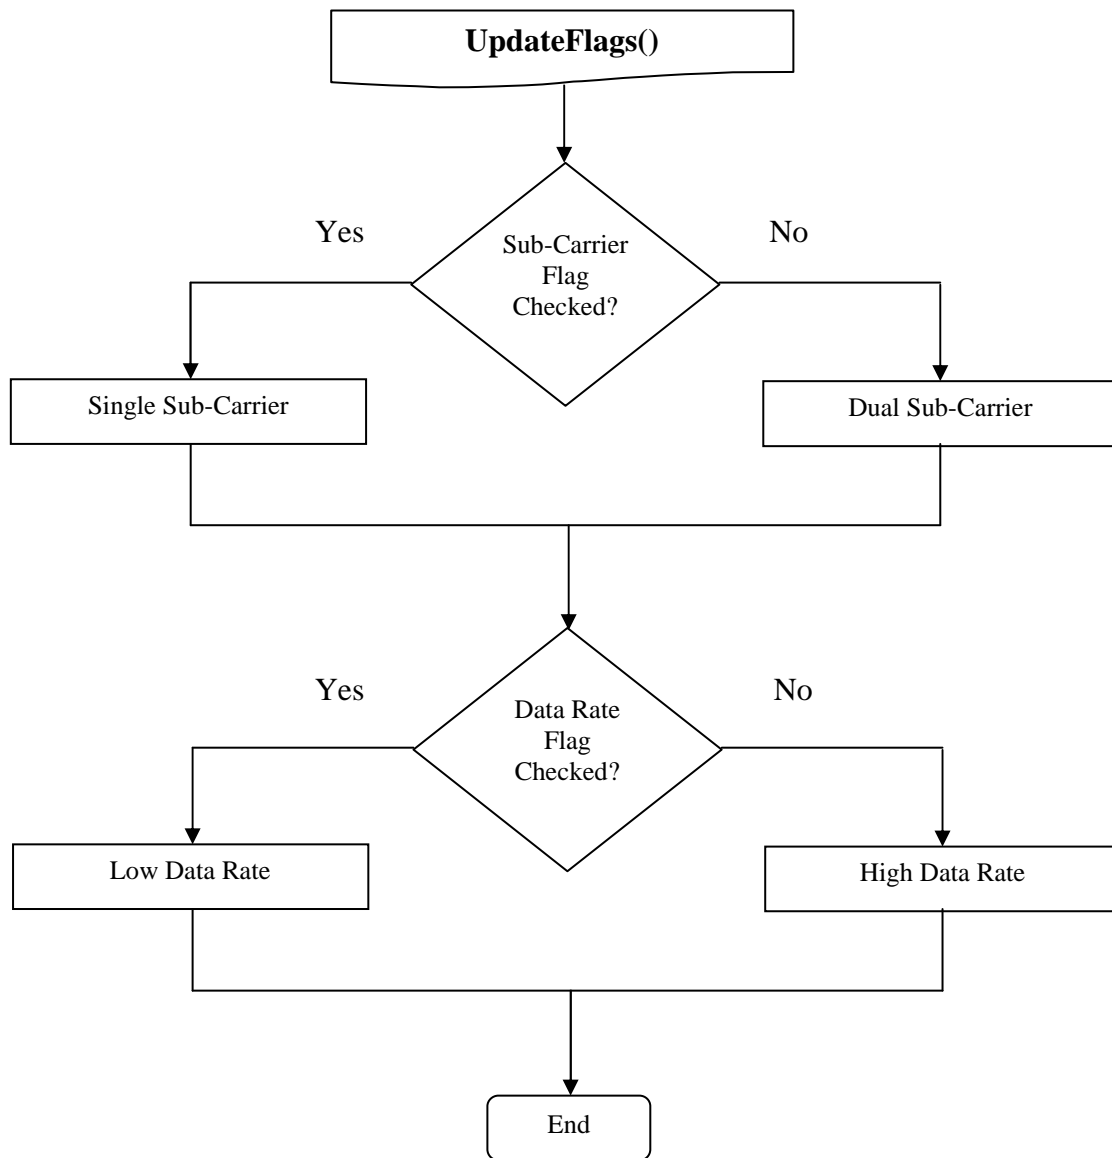 UpdateFlags()
Yes
No
Sub-Carrier
Flag
Checked?
Single Sub-Carrier
Dual Sub-Carrier
Yes
No
Data Rate
Flag
Checked?
Low Data Rate
High Data Rate
End